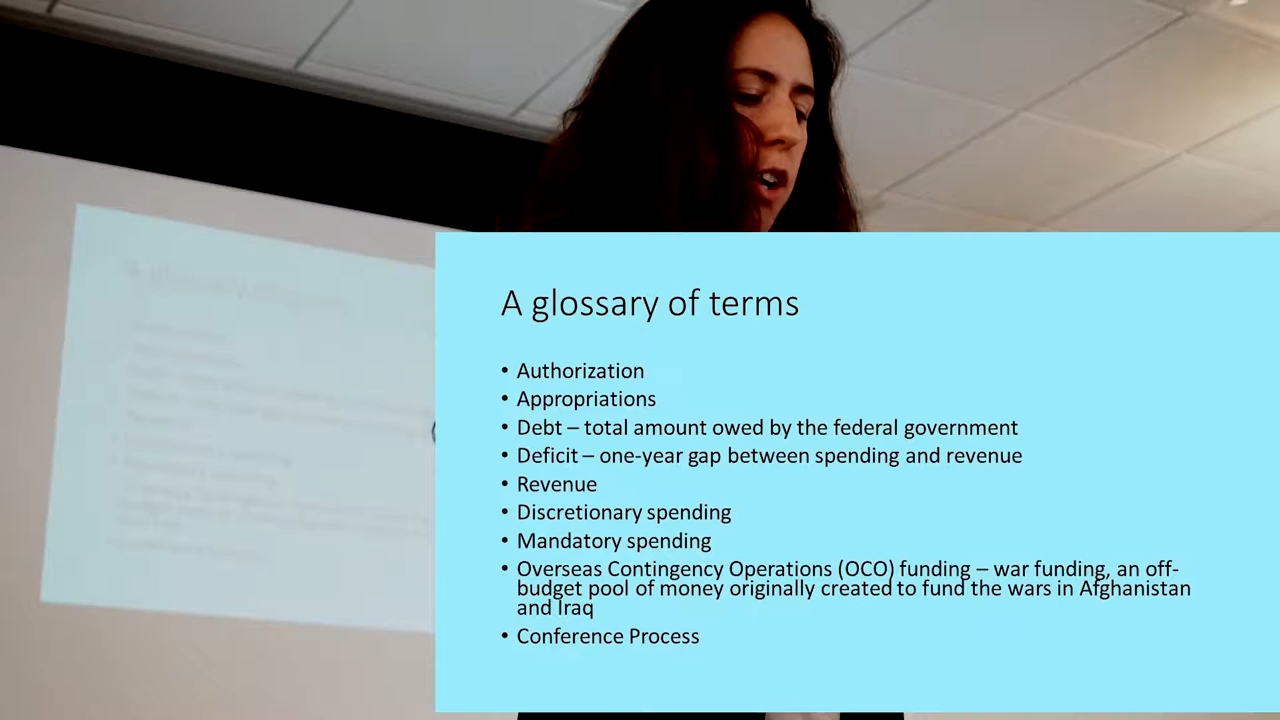 A glossary of terms
• Authorization
• Appropriations
• Debt – total amount owed by the federal government
• Deficit – one-year gap between spending and revenue
• Revenue
• Discretionary spending
• Mandatory spending
• Overseas Contingency Operations (OCO) funding – war funding, an off-
budget pool of money originally created to fund the wars in Afghanistan
and Iraq
• Conference Process